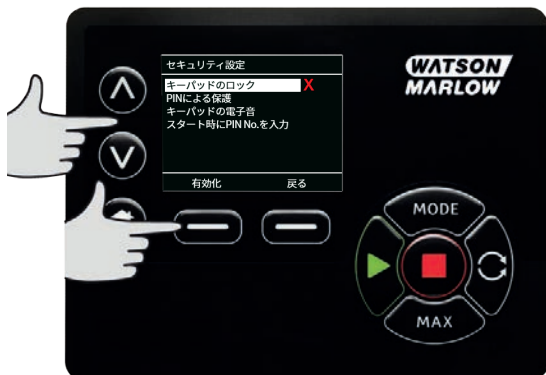 セキュリティ設定
キーパッドのロック X
PINによる保護
キーパッドの電子音
スタート時にPIN No.を入力
有効化 戻る
WATSON
MARLOW
MODE
MAX